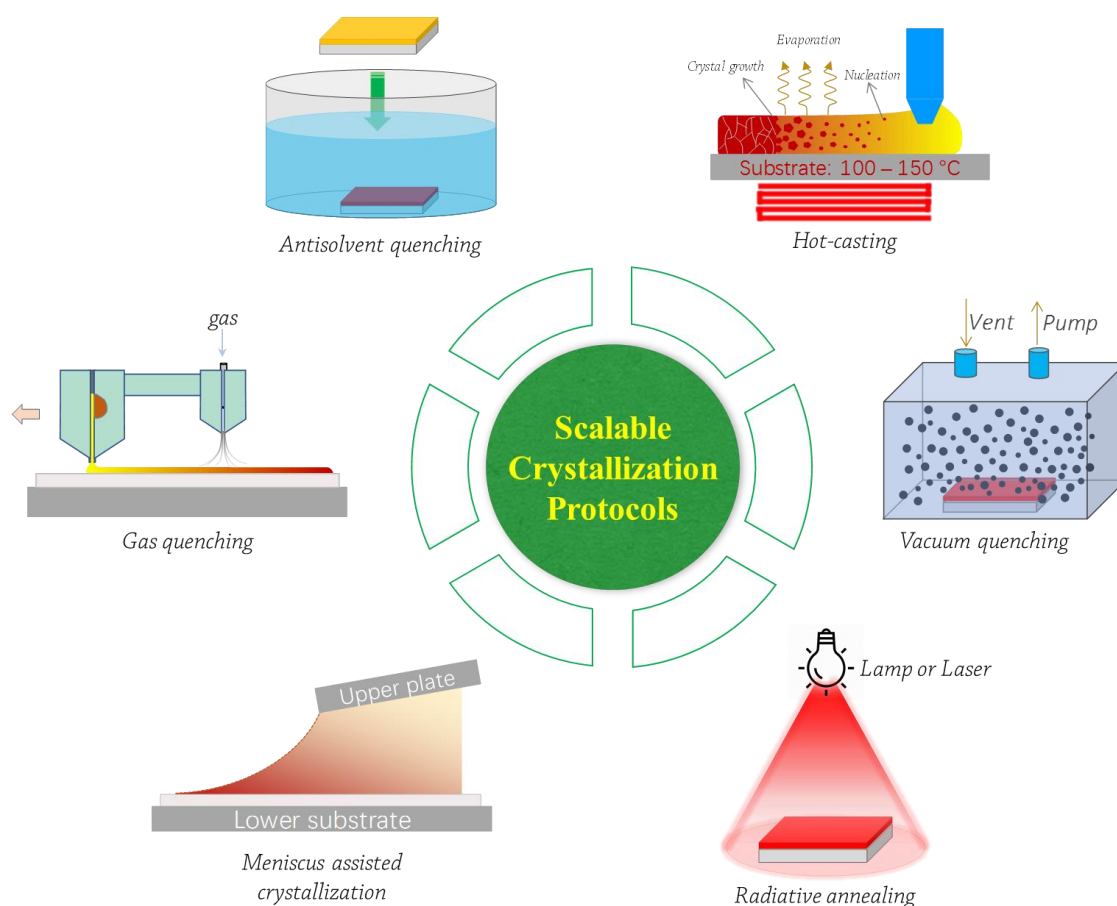 Evaporation
Crystal growth
Nucleation
Substrate: 100 – 150 °C
Antisolvent quenching
Hot-casting
gas
Vent
Pump
Scalable
Crystallization
Protocols
Gas quenching
Vacuum quenching
Lamp or Laser
Upper plate
Lower substrate
Meniscus assisted
crystallization
Radiative annealing